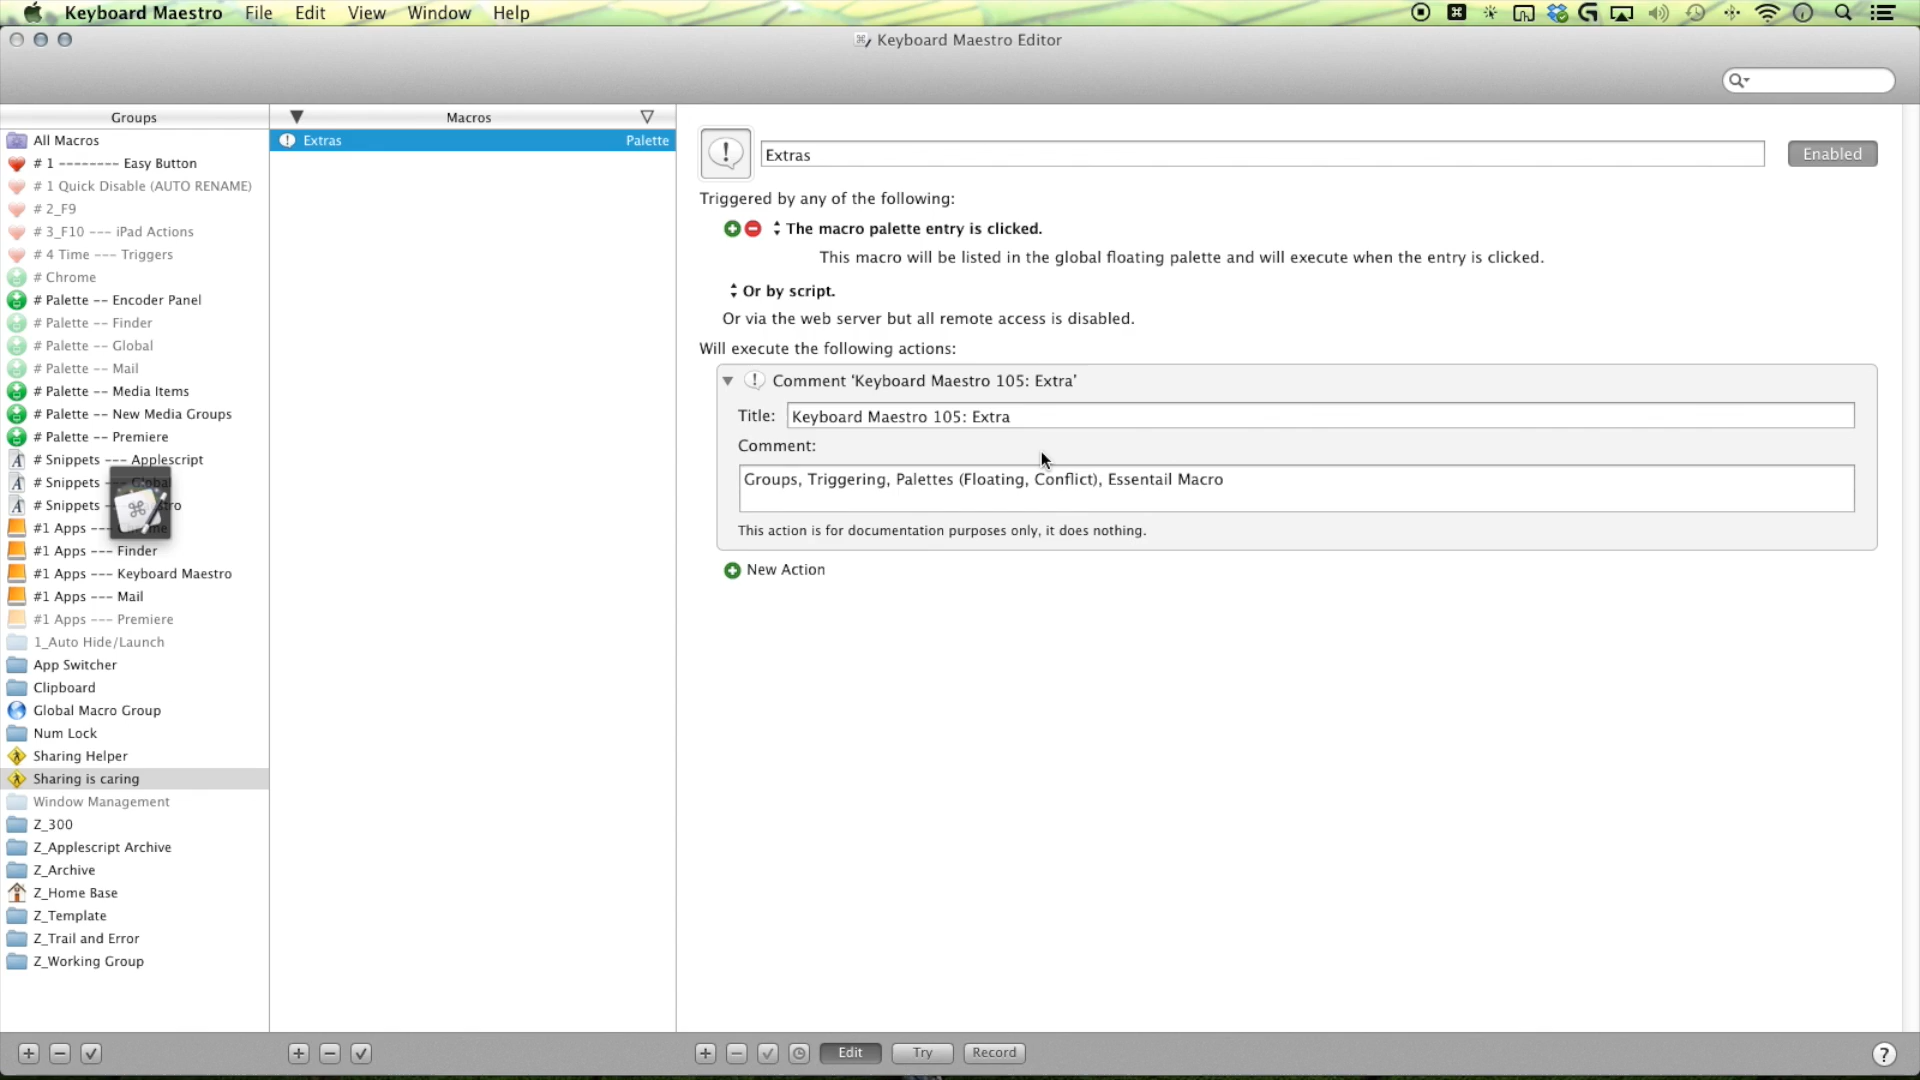 Keyboard Maestro File Edit View Window Help
Keyboard Maestro Editor
Groups
All Macros
# 1 -------- Easy Button
# 1 Quick Disable (AUTO RENAME)
# 2_F9
# 3_F10 --- iPad Actions
# 4 Time --- Triggers
# Chrome
# Palette -- Encoder Panel
# Palette -- Finder
# Palette -- Global
# Palette -- Mail
# Palette -- Media Items
# Palette -- New Media Groups
# Palette -- Premiere
# Snippets --- Applescript
# Snippets --- Global
# Snippets
#1 Apps
#1 Apps --- Finder
#1 Apps --- Keyboard Maestro
#1 Apps --- Mail
#1 Apps --- Premiere
1_Auto Hide/Launch
App Switcher
Clipboard
Global Macro Group
Num Lock
Sharing Helper
Sharing is caring
Window Management
Z_300
Z_Applescript Archive
Z_Archive
Z_Home Base
Z_Template
Z_Trail and Error
Z_Working Group
Macros
Extras Palette
Extras
Enabled
Triggered by any of the following:
The macro palette entry is clicked.
This macro will be listed in the global floating palette and will execute when the entry is clicked.
Or by script.
Or via the web server but all remote access is disabled.
Will execute the following actions:
Comment 'Keyboard Maestro 105: Extra'
Title: Keyboard Maestro 105: Extra
Comment:
Groups, Triggering, Palettes (Floating, Conflict), Essentail Macro
This action is for documentation purposes only, it does nothing.
New Action
Edit Try Record ?